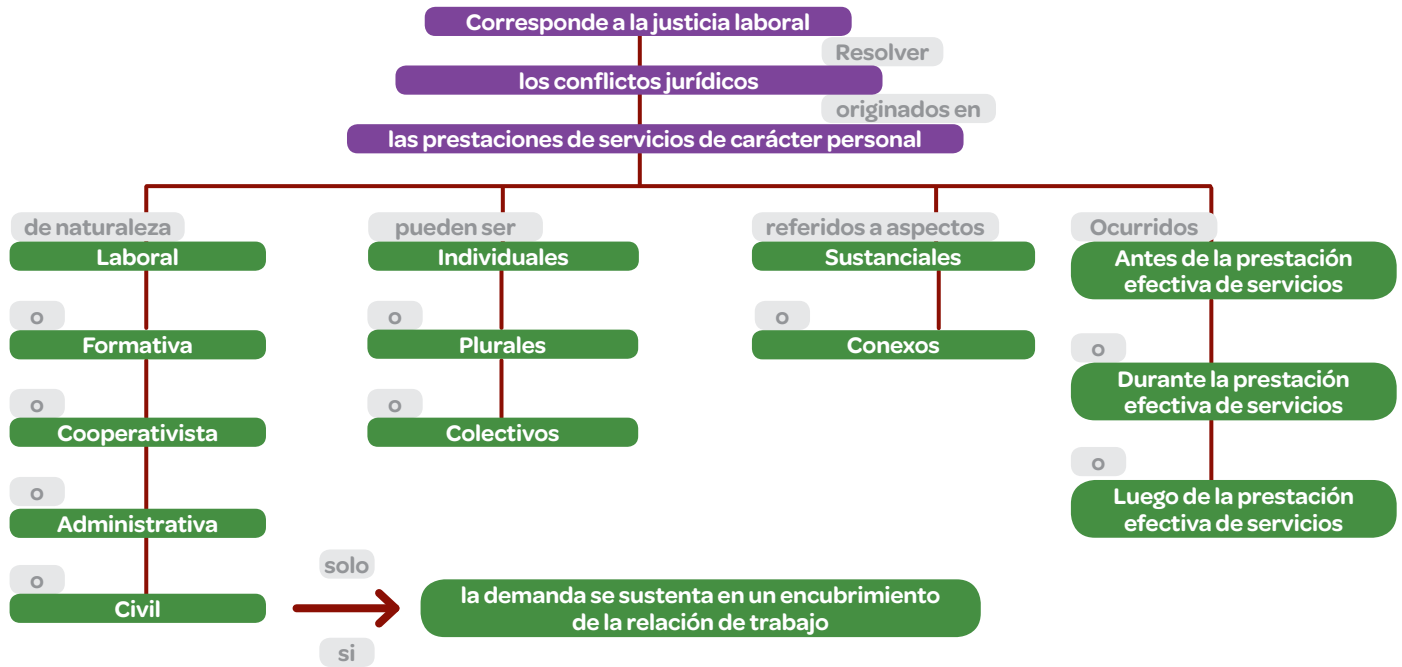 Corresponde a la justicia laboral
Resolver
los conflictos jurídicos
originados en
las prestaciones de servicios de carácter personal
de naturaleza
Laboral
o
Formativa
o
Cooperativista
o
Administrativa
o
Civil
solo
si
la demanda se sustenta en un encubrimiento
de la relación de trabajo
pueden ser
Individuales
o
Plurales
o
Colectivos
referidos a aspectos
Sustanciales
o
Conexos
Ocurridos
Antes de la prestación
efectiva de servicios
o
Durante la prestación
efectiva de servicios
o
Luego de la prestación
efectiva de servicios